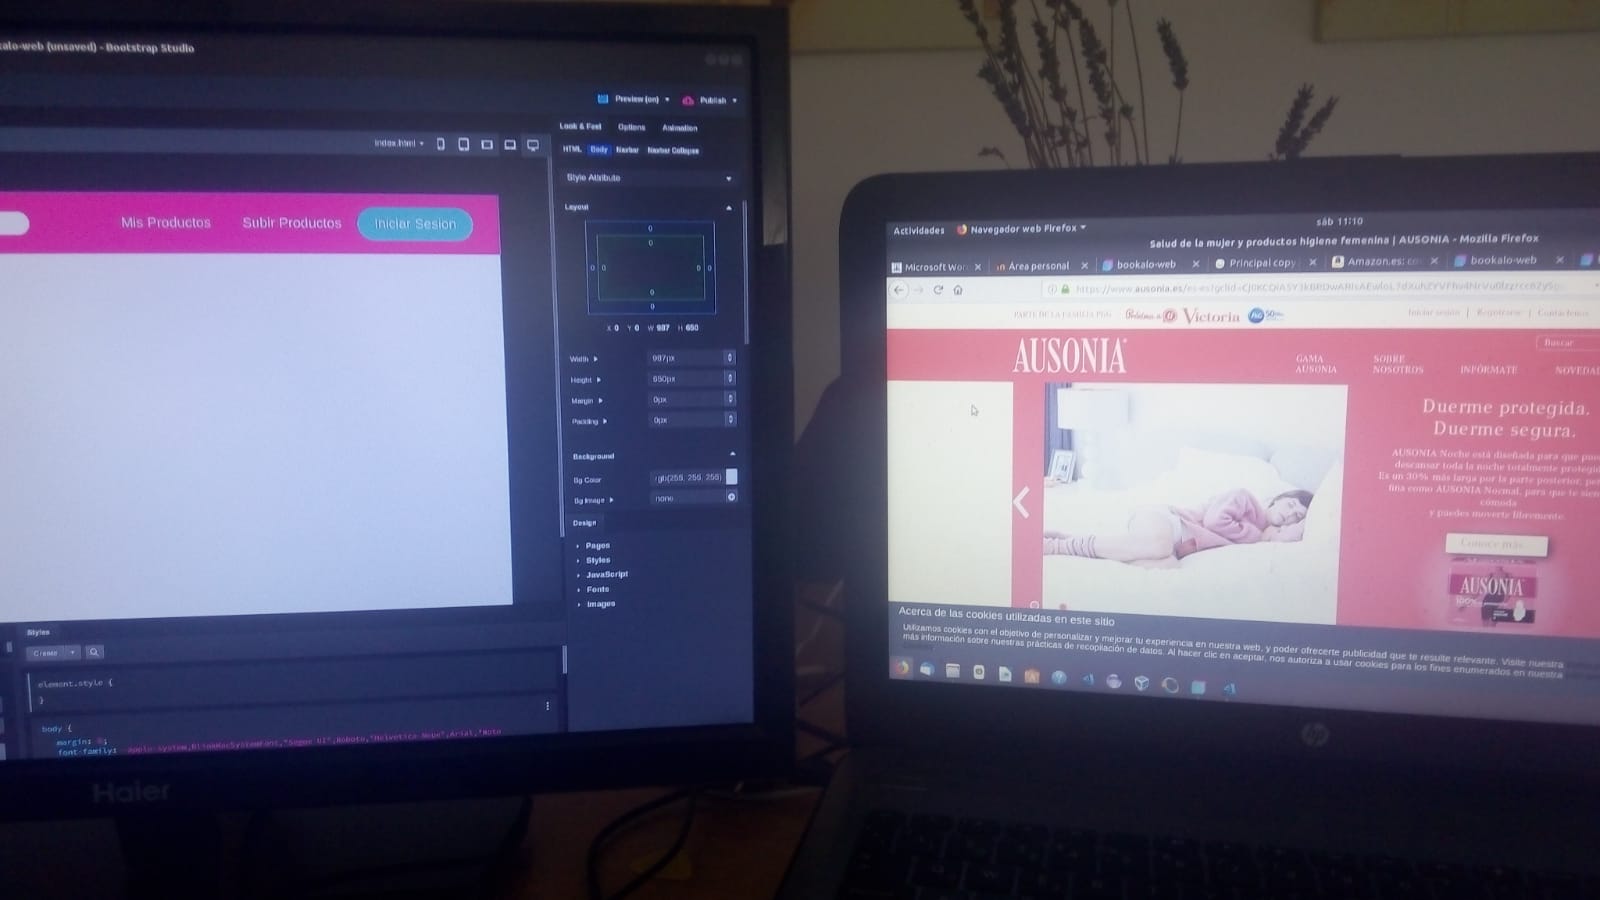 kalo-web (unsaved) - Bootstrap Studio
Preview (on)
Publish
index.html
Look & Feel
Options
Animation
HTML
Body
Navbar
Navbar Collapse
Style Attribute
Mis Productos
Subir Productos
Iniciar Sesion
Layout
0
0
0 0 0 0
0
0
X 0 Y 0 W 987 H 650
Width
987px
Height
650px
Margin
0px
Padding
0px
Background
Bg Color
rgb(255, 255, 255)
Bg Image
none
Design
Pages
Styles
JavaScript
Fonts
Images
Styles
Create
element.style {
}
body {
margin: 0;
font-family: -apple-system,BlinkMacSystemFont,"Segoe UI",Roboto,"Helvetica Neue",Arial,"Noto
Haier
Actividades
Navegador web Firefox
sáb 11:10
Salud de la mujer y productos higiene femenina | AUSONIA - Mozilla Firefox
Microsoft Wor
Área personal
bookalo-web
Principal copy
Amazon.es: co
bookalo-web
PARTE DE LA FAMILIA P&G
Victoria
Iniciar sesión | Registrarse | Contáctenos
Buscar
AUSONIA
GAMA
AUSONIA
SOBRE
NOSOTROS
INFÓRMATE
NOVEDA
Duerme protegida.
Duerme segura.
AUSONIA Noche está diseñada para que pue
descansar toda la noche totalmente protegid
Es un 30% más larga por la parte posterior, per
fina como AUSONIA Normal, para que te sien
cómoda
y puedes moverte libremente.
Conoce más
AUSONIA
100%
Acerca de las cookies utilizadas en este sitio
Utilizamos cookies con el objetivo de personalizar y mejorar tu experiencia en nuestra web, y poder ofrecerte publicidad que te resulte relevante. Visite nuestra
más información sobre nuestras prácticas de recopilación de datos. Al hacer clic en aceptar, nos autoriza a usar cookies para los fines enumerados en nuestra
hp